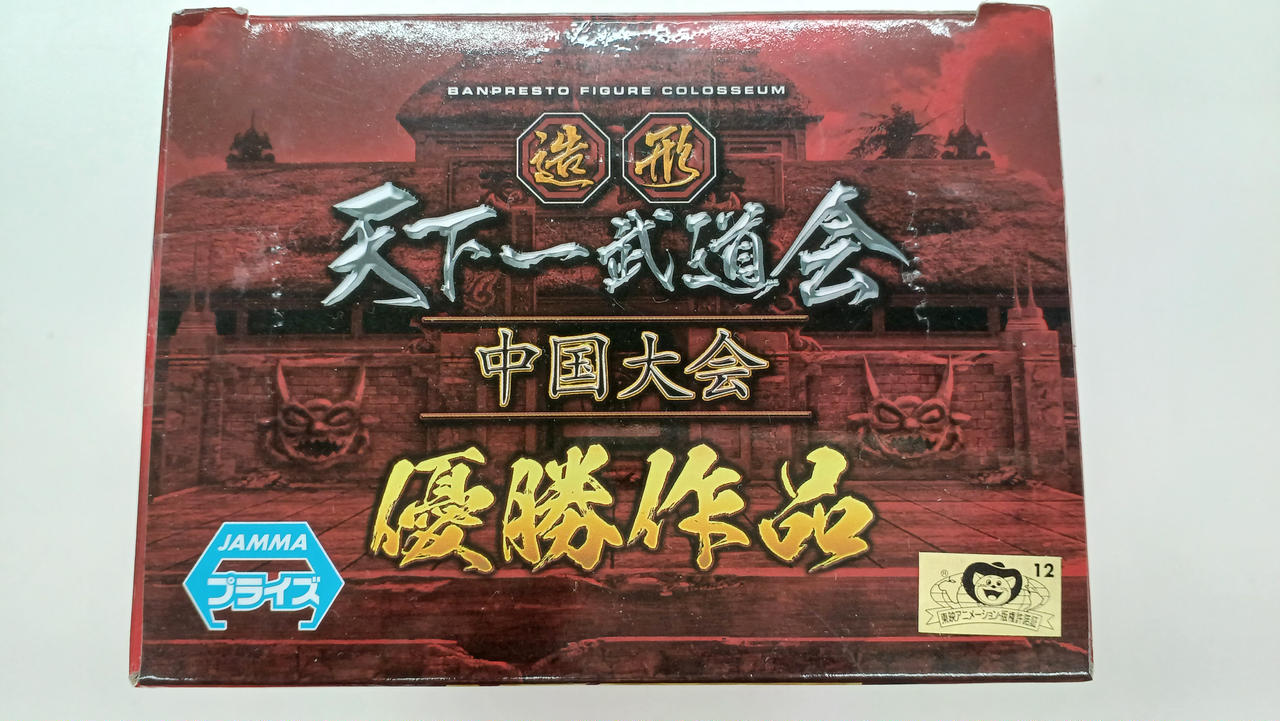 BANPRESTO FIGURE COLOSSEUM
造形
天下一武道会
中国大会
優勝作品
JAMMA
プライズ
12
®
東映アニメーション・版権許諾証